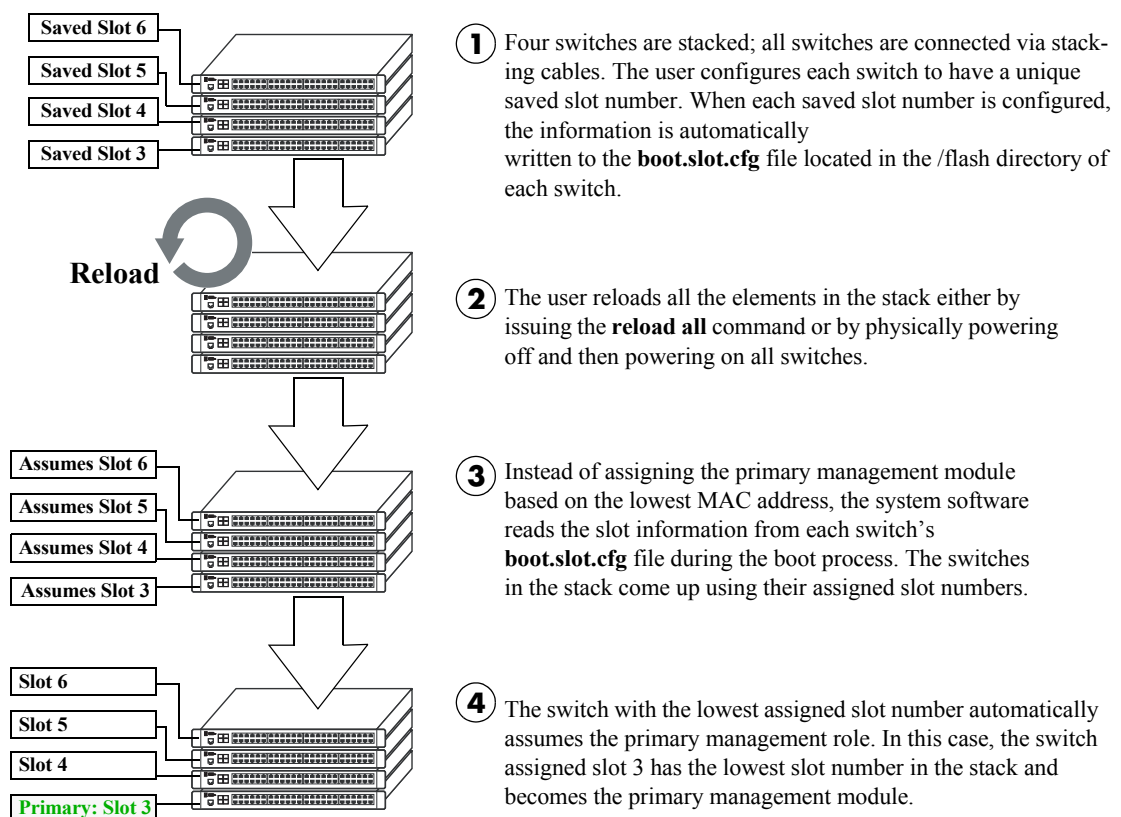 Saved Slot 6
Saved Slot 5
Saved Slot 4
Saved Slot 3
1
Four switches are stacked; all switches are connected via stack-
ing cables. The user configures each switch to have a unique
saved slot number. When each saved slot number is configured,
the information is automatically
written to the boot.slot.cfg file located in the /flash directory of
each switch.
Reload
2
The user reloads all the elements in the stack either by
issuing the reload all command or by physically powering
off and then powering on all switches.
Assumes Slot 6
Assumes Slot 5
Assumes Slot 4
Assumes Slot 3
3
Instead of assigning the primary management module
based on the lowest MAC address, the system software
reads the slot information from each switch’s
boot.slot.cfg file during the boot process. The switches
in the stack come up using their assigned slot numbers.
Slot 6
Slot 5
Slot 4
Primary: Slot 3
4
The switch with the lowest assigned slot number automatically
assumes the primary management role. In this case, the switch
assigned slot 3 has the lowest slot number in the stack and
becomes the primary management module.